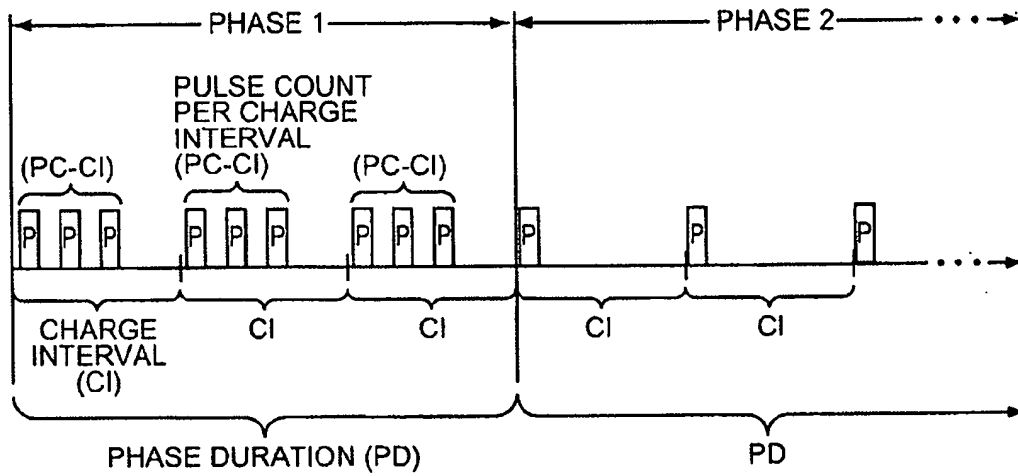 PHASE 1
PHASE 2
PULSE COUNT
PER CHARGE
INTERVAL
(PC-CI)
(PC-CI)
(PC-CI)
P P P P P P P P P P P P
CHARGE
INTERVAL
(CI)
CI
CI
CI
CI
PHASE DURATION (PD)
PD